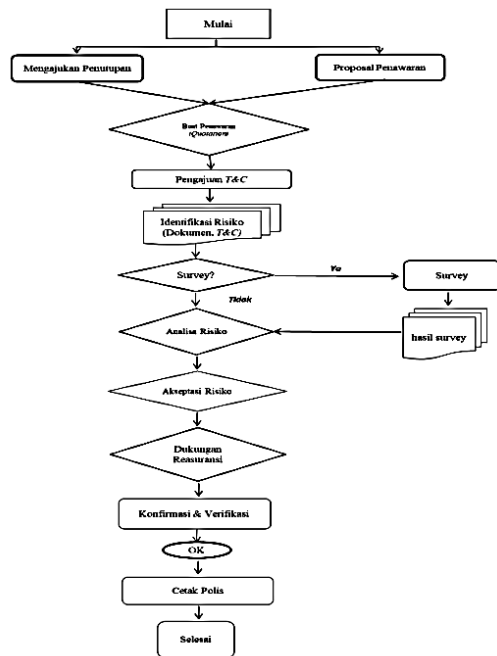 Mulai
Mengajukan Penutupan
Proposal Penawaran
Buat Penawaran
Pengajuan T&C
Identifikasi Risiko
(Dokumen, T&C)
Survey?
Ya
Survey
Tidak
Analisa Risiko
hasil survey
Akseptasi Risiko
Dukungan
Reasuransi
Konfirmasi & Verifikasi
OK
Cetak Polis
Selesai